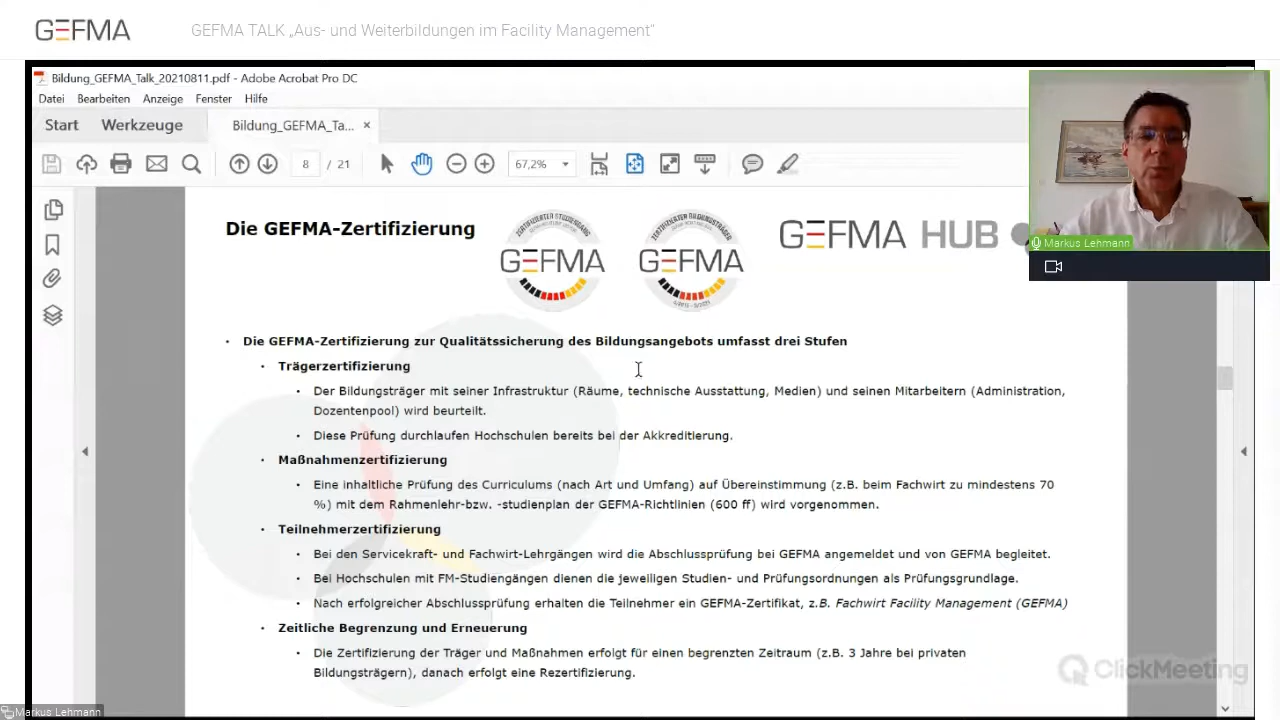 GEFMA GEFMA TALK „Aus- und Weiterbildungen im Facility Management“
Bildung_GEFMA_Talk_20210811.pdf - Adobe Acrobat Pro DC
Datei Bearbeiten Anzeige Fenster Hilfe
Start Werkzeuge Bildung_GEFMA_Ta... ×
8 / 21 67,2%
Die GEFMA-Zertifizierung
ZERTIFIZIERTER STUDIENGANG
GEFMA
ZERTIFIZIERTER BILDUNGSTRÄGER
GEFMA
GEFMA HUB
Markus Lehmann
• Die GEFMA-Zertifizierung zur Qualitätssicherung des Bildungsangebots umfasst drei Stufen
• Trägerzertifizierung
• Der Bildungsträger mit seiner Infrastruktur (Räume, technische Ausstattung, Medien) und seinen Mitarbeitern (Administration,
Dozentenpool) wird beurteilt.
• Diese Prüfung durchlaufen Hochschulen bereits bei der Akkreditierung.
• Maßnahmenzertifizierung
• Eine inhaltliche Prüfung des Curriculums (nach Art und Umfang) auf Übereinstimmung (z.B. beim Fachwirt zu mindestens 70
%) mit dem Rahmenlehr-bzw. -studienplan der GEFMA-Richtlinien (600 ff) wird vorgenommen.
• Teilnehmerzertifizierung
• Bei den Servicekraft- und Fachwirt-Lehrgängen wird die Abschlussprüfung bei GEFMA angemeldet und von GEFMA begleitet.
• Bei Hochschulen mit FM-Studiengängen dienen die jeweiligen Studien- und Prüfungsordnungen als Prüfungsgrundlage.
• Nach erfolgreicher Abschlussprüfung erhalten die Teilnehmer ein GEFMA-Zertifikat, z.B. Fachwirt Facility Management (GEFMA)
• Zeitliche Begrenzung und Erneuerung
• Die Zertifizierung der Träger und Maßnahmen erfolgt für einen begrenzten Zeitraum (z.B. 3 Jahre bei privaten
Bildungsträgern), danach erfolgt eine Rezertifizierung.
ClickMeeting
Markus Lehmann